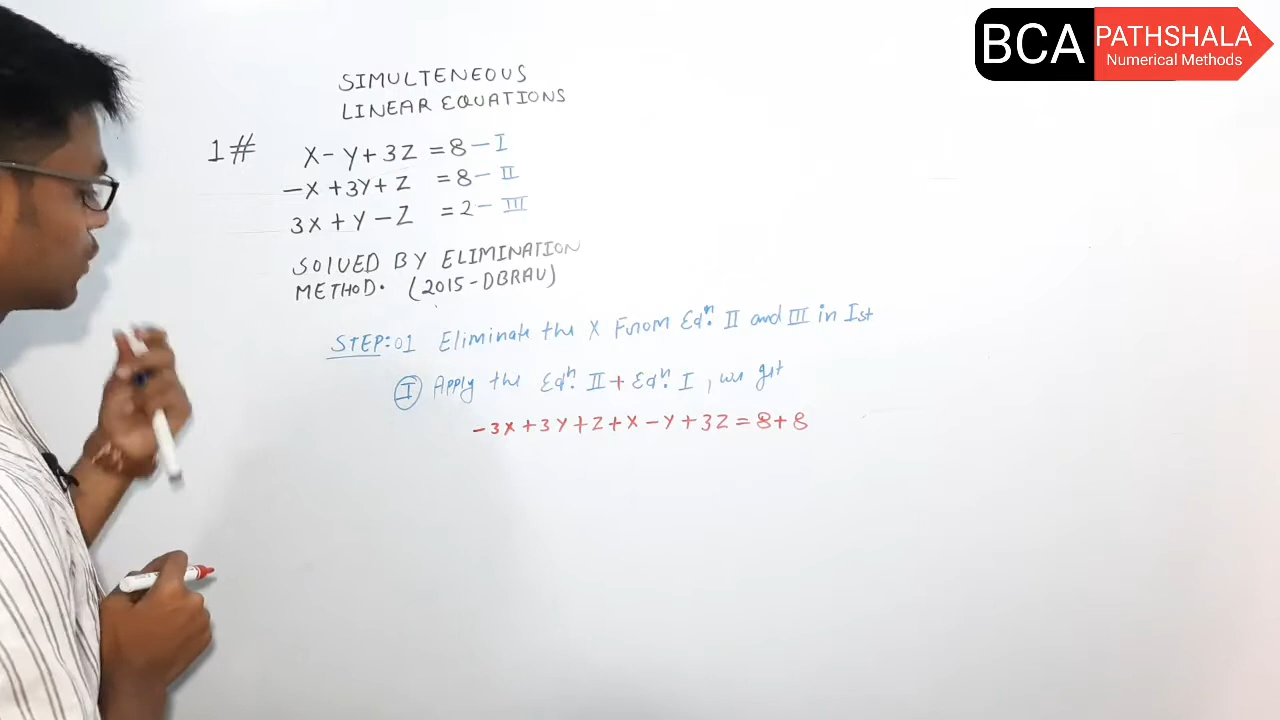 BCA PATHSHALA
Numerical Methods
SIMULTENEOUS
LINEAR EQUATIONS
1# X - Y + 3Z = 8 - I
-X + 3Y + Z = 8 - II
3X + Y - Z = 2 - III
SOLVED BY ELIMINATION
METHOD. (2015-DBRAU)
STEP:01 Eliminate the X From Eqn. II and III in Ist
I Apply the Eqn. II + Eqn. I, we get
-3X + 3Y + Z + X - Y + 3Z = 8 + 8